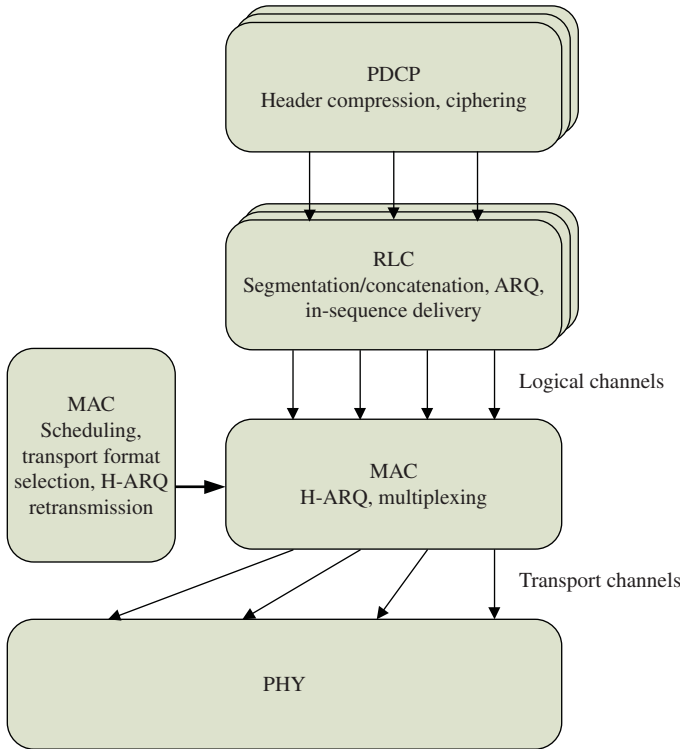 PDCP
Header compression, ciphering
RLC
Segmentation/concatenation, ARQ,
in-sequence delivery
Logical channels
MAC
Scheduling,
transport format
selection, H-ARQ
retransmission
MAC
H-ARQ, multiplexing
Transport channels
PHY